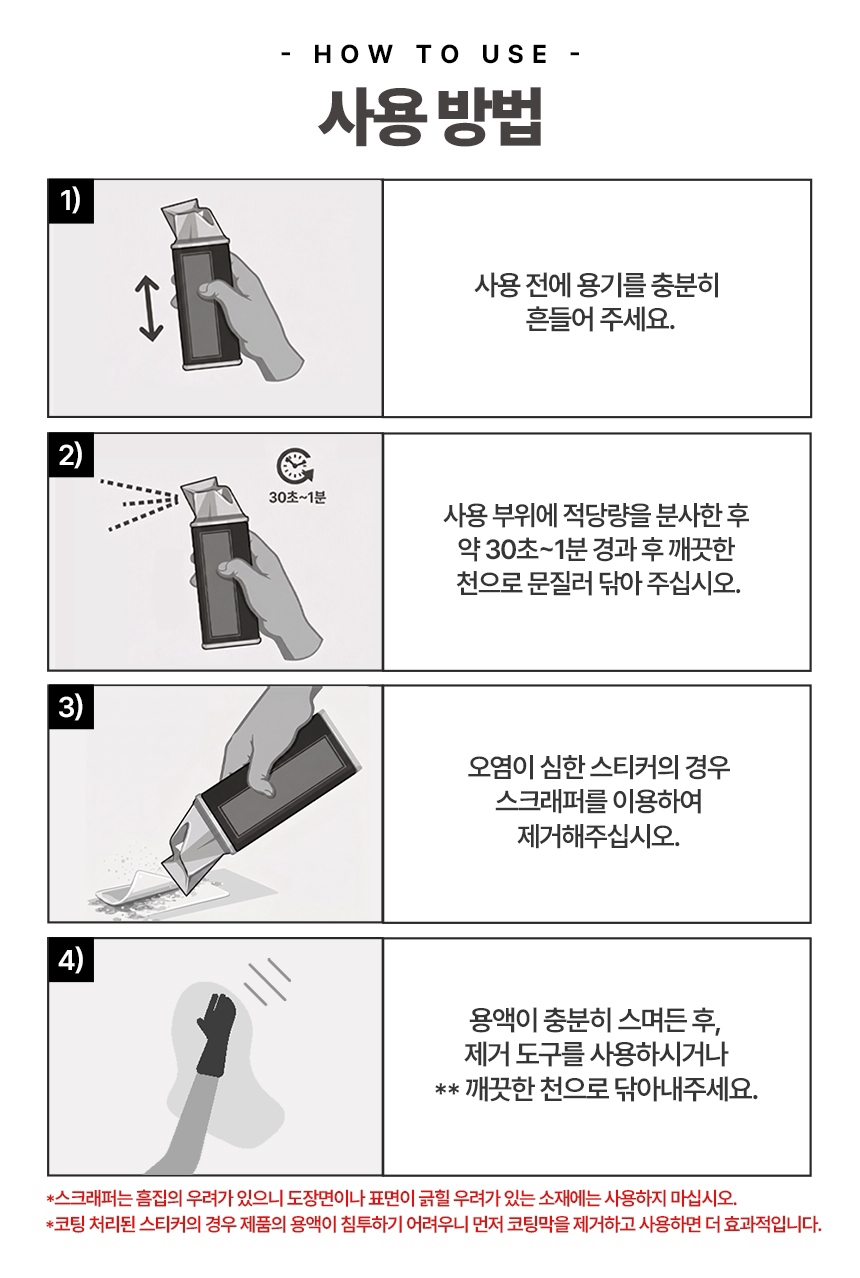 - HOW TO USE -
사용 방법
1)
사용 전에 용기를 충분히
흔들어 주세요.
2)
30초~1분
사용 부위에 적당량을 분사한 후
약 30초~1분 경과 후 깨끗한
천으로 문질러 닦아 주십시오.
3)
오염이 심한 스티커의 경우
스크래퍼를 이용하여
제거해주십시오.
4)
용액이 충분히 스며든 후,
제거 도구를 사용하시거나
** 깨끗한 천으로 닦아내주세요.
*스크래퍼는 흠집의 우려가 있으니 도장면이나 표면이 긁힐 우려가 있는 소재에는 사용하지 마십시오.
*코팅 처리된 스티커의 경우 제품의 용액이 침투하기 어려우니 먼저 코팅막을 제거하고 사용하면 더 효과적입니다.